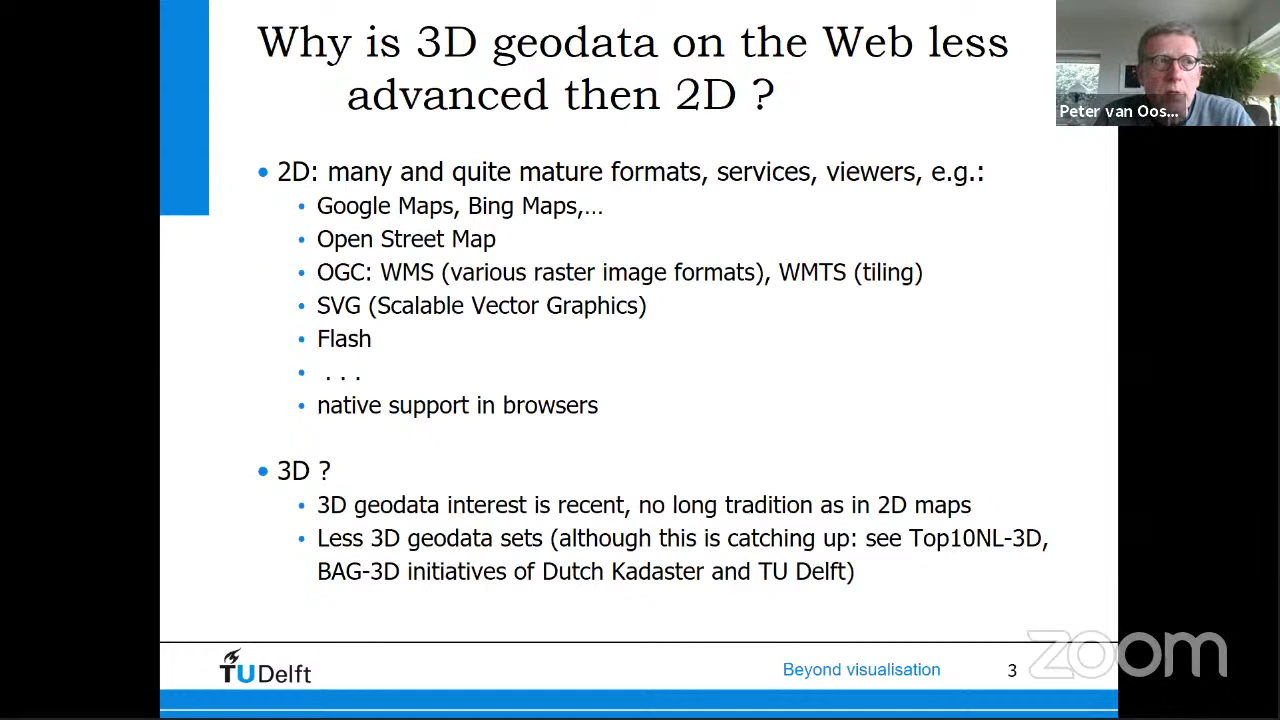 Why is 3D geodata on the Web less
advanced then 2D ?
Peter van Oos...
• 2D: many and quite mature formats, services, viewers, e.g.:
• Google Maps, Bing Maps,…
• Open Street Map
• OGC: WMS (various raster image formats), WMTS (tiling)
• SVG (Scalable Vector Graphics)
• Flash
• . . .
• native support in browsers
• 3D ?
• 3D geodata interest is recent, no long tradition as in 2D maps
• Less 3D geodata sets (although this is catching up: see Top10NL-3D,
BAG-3D initiatives of Dutch Kadaster and TU Delft)
TUDelft
Beyond visualisation
3
zoom